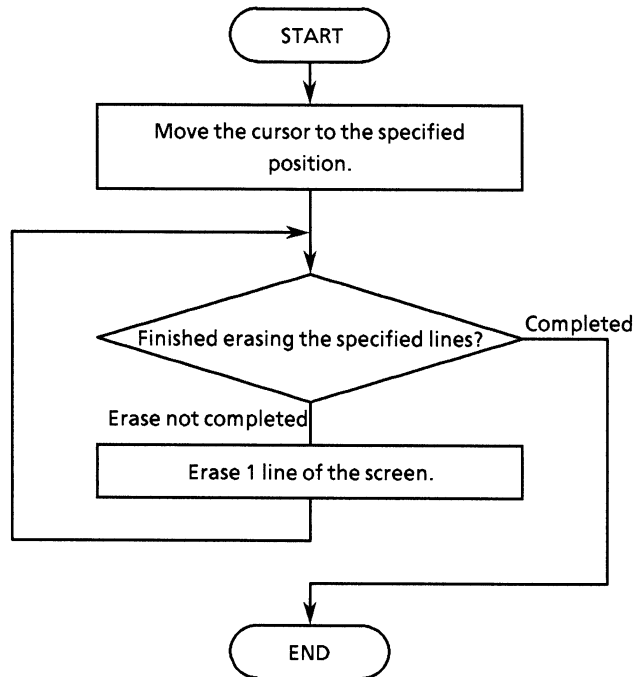 START
Move the cursor to the specified
position.
Finished erasing the specified lines?
Completed
Erase not completed
Erase 1 line of the screen.
END